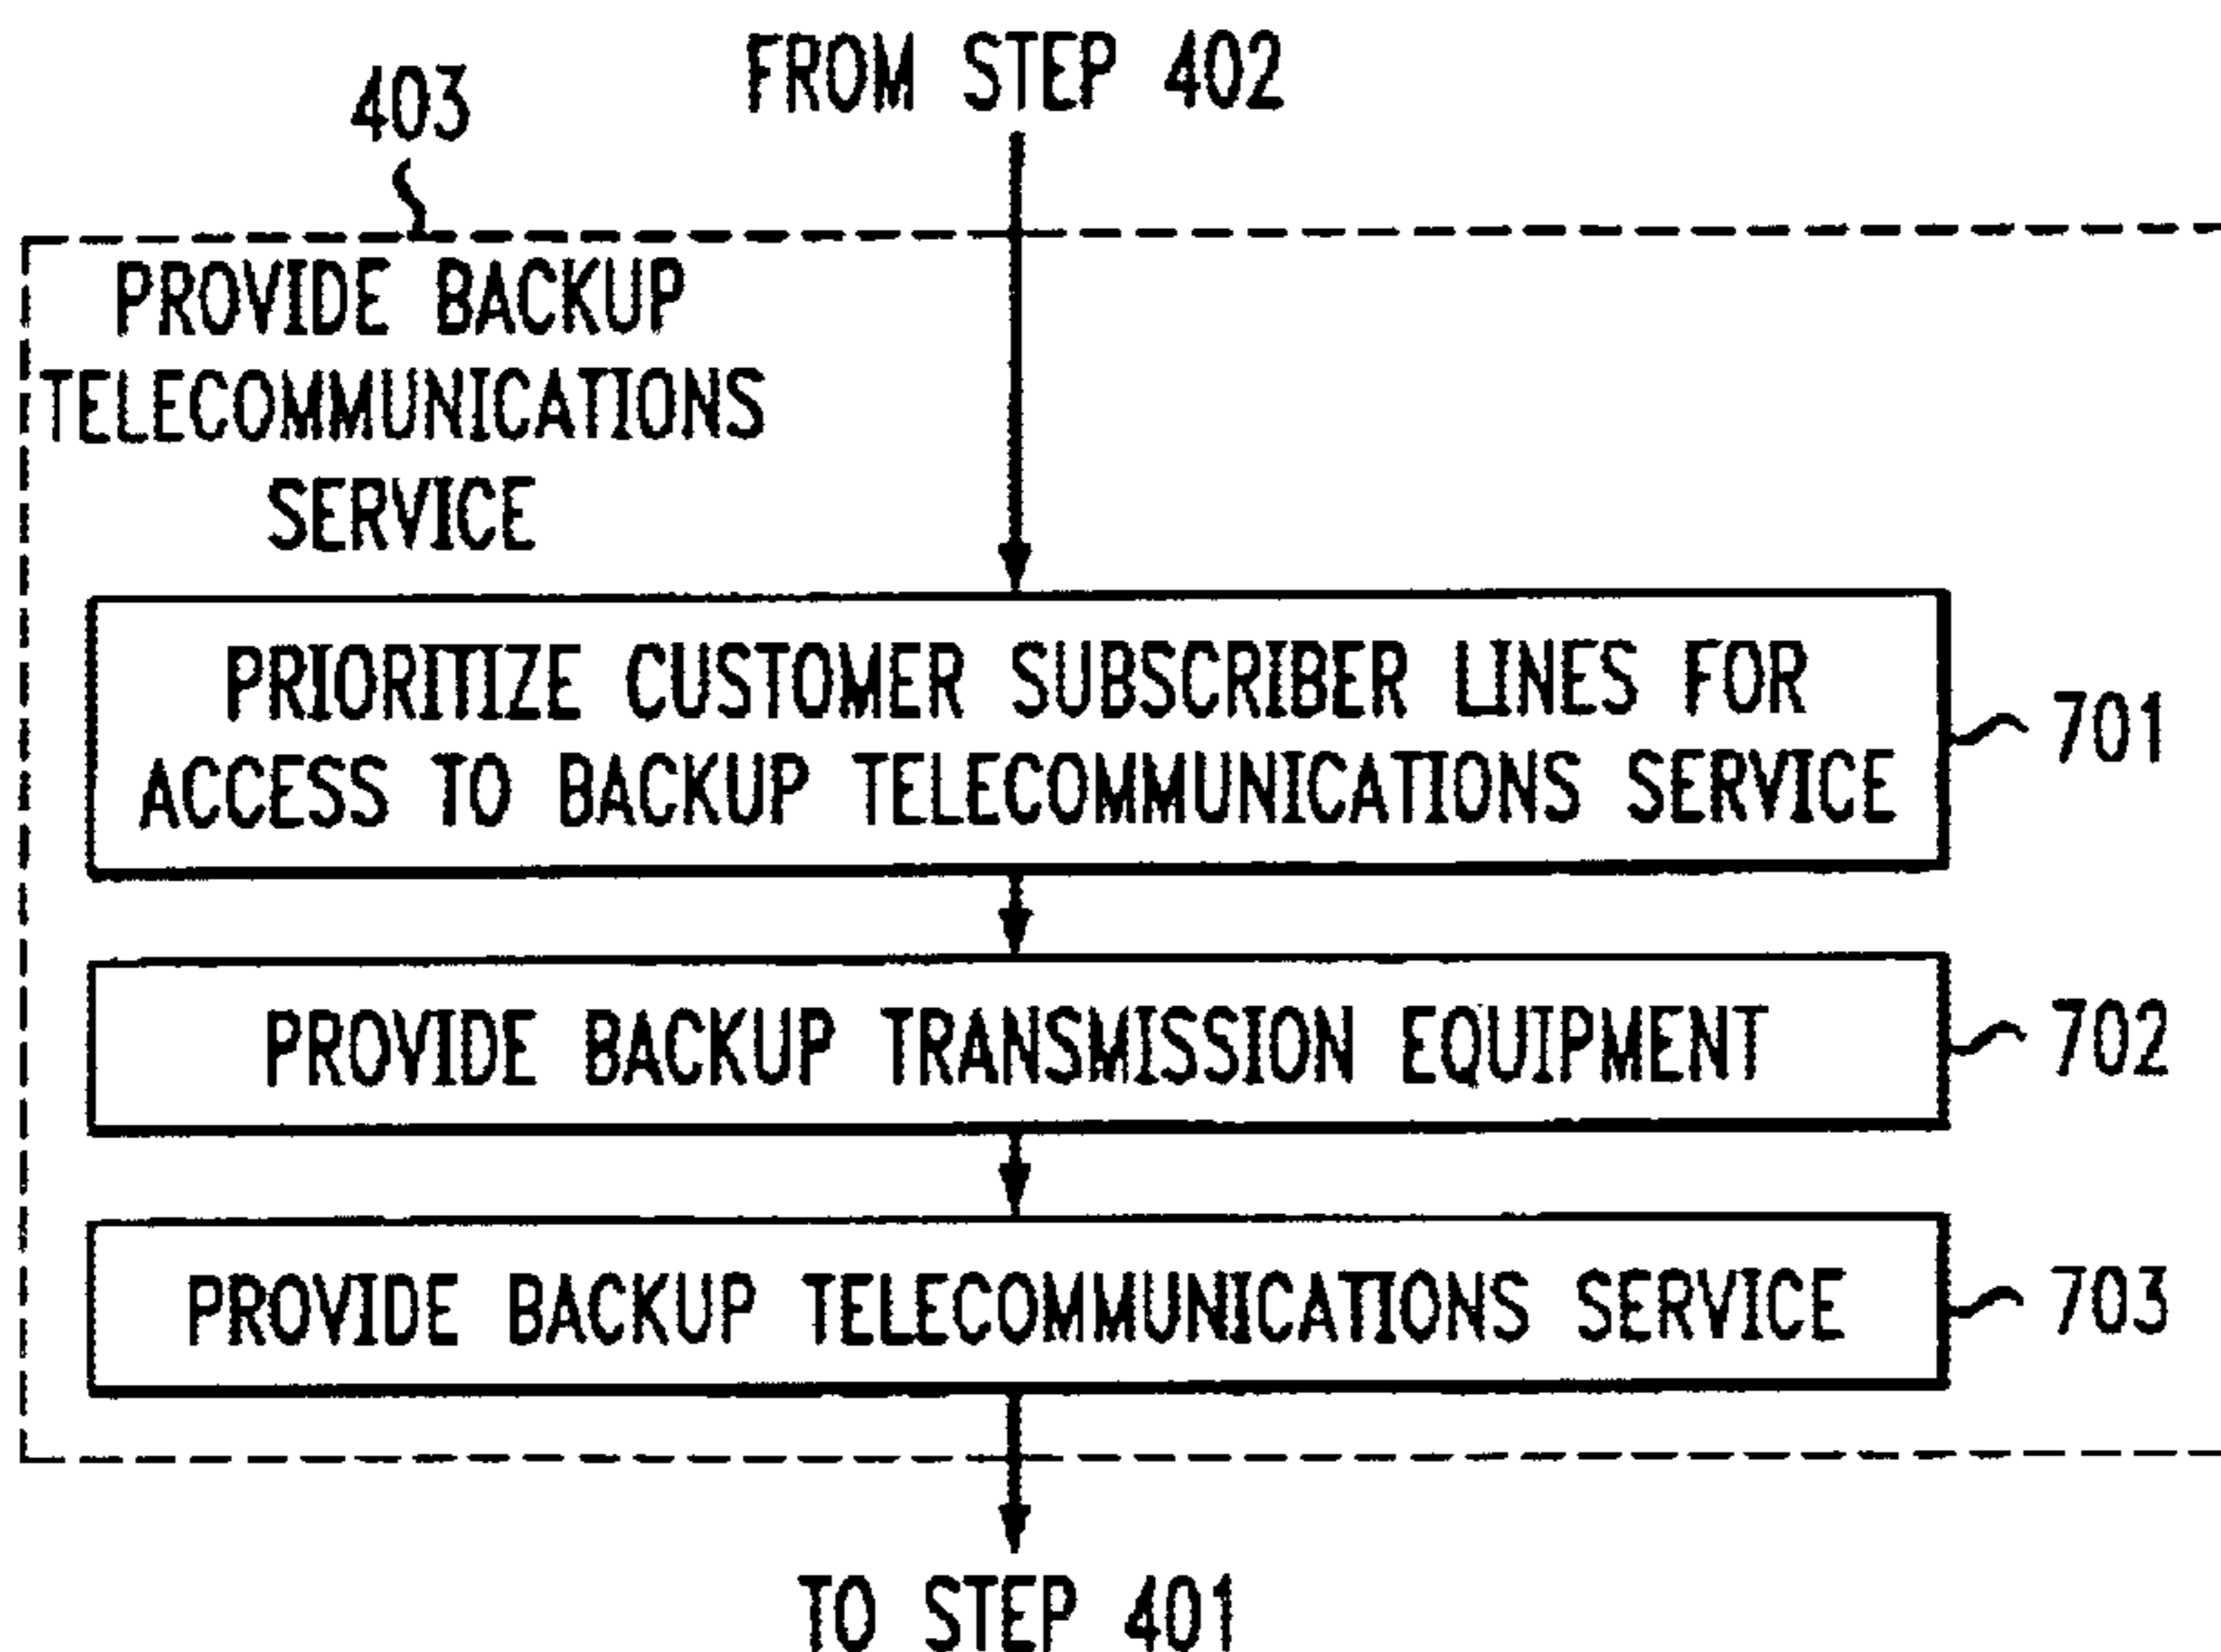 FROM STEP 402
403
PROVIDE BACKUP
TELECOMMUNICATIONS
SERVICE
PRIORITIZE CUSTOMER SUBSCRIBER LINES FOR
ACCESS TO BACKUP TELECOMMUNICATIONS SERVICE
701
PROVIDE BACKUP TRANSMISSION EQUIPMENT
702
PROVIDE BACKUP TELECOMMUNICATIONS SERVICE
703
TO STEP 401